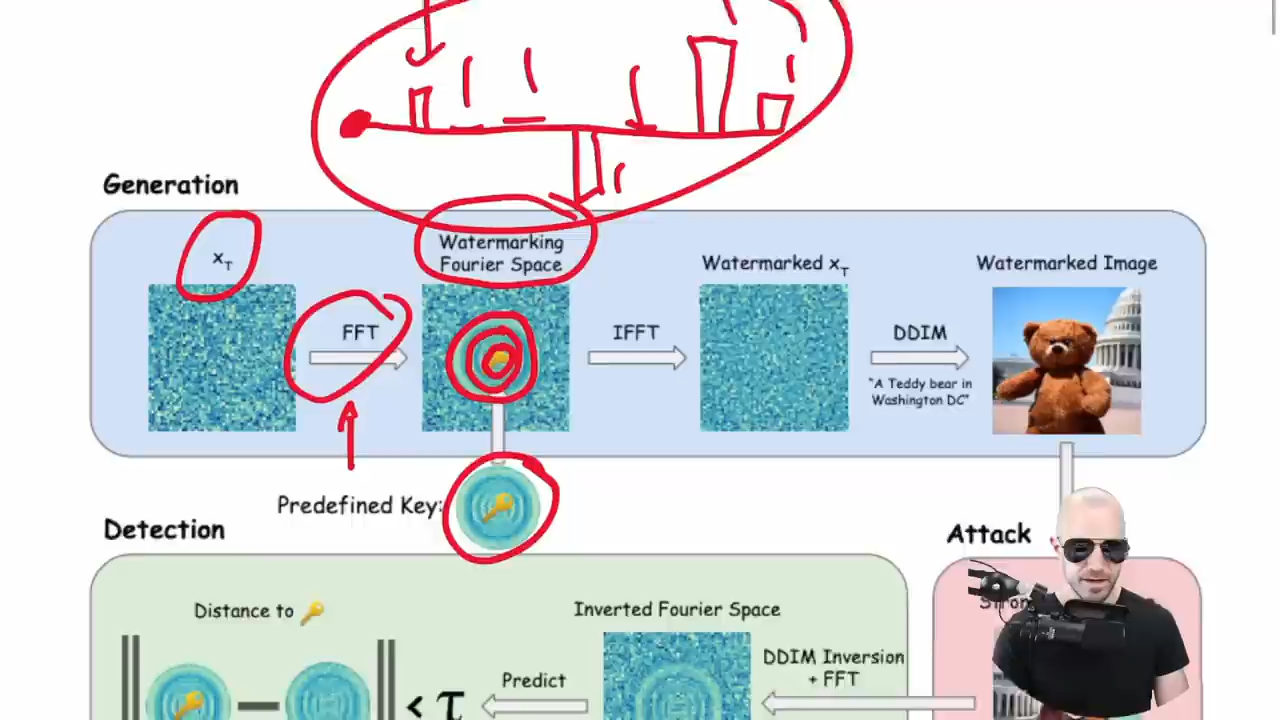 Generation
x_T
FFT
Watermarking
Fourier Space
IFFT
Watermarked x_T
DDIM
"A Teddy bear in
Washington DC"
Watermarked Image
Predefined Key:
Detection
Distance to
Inverted Fourier Space
DDIM Inversion
+ FFT
Predict
< τ
Attack